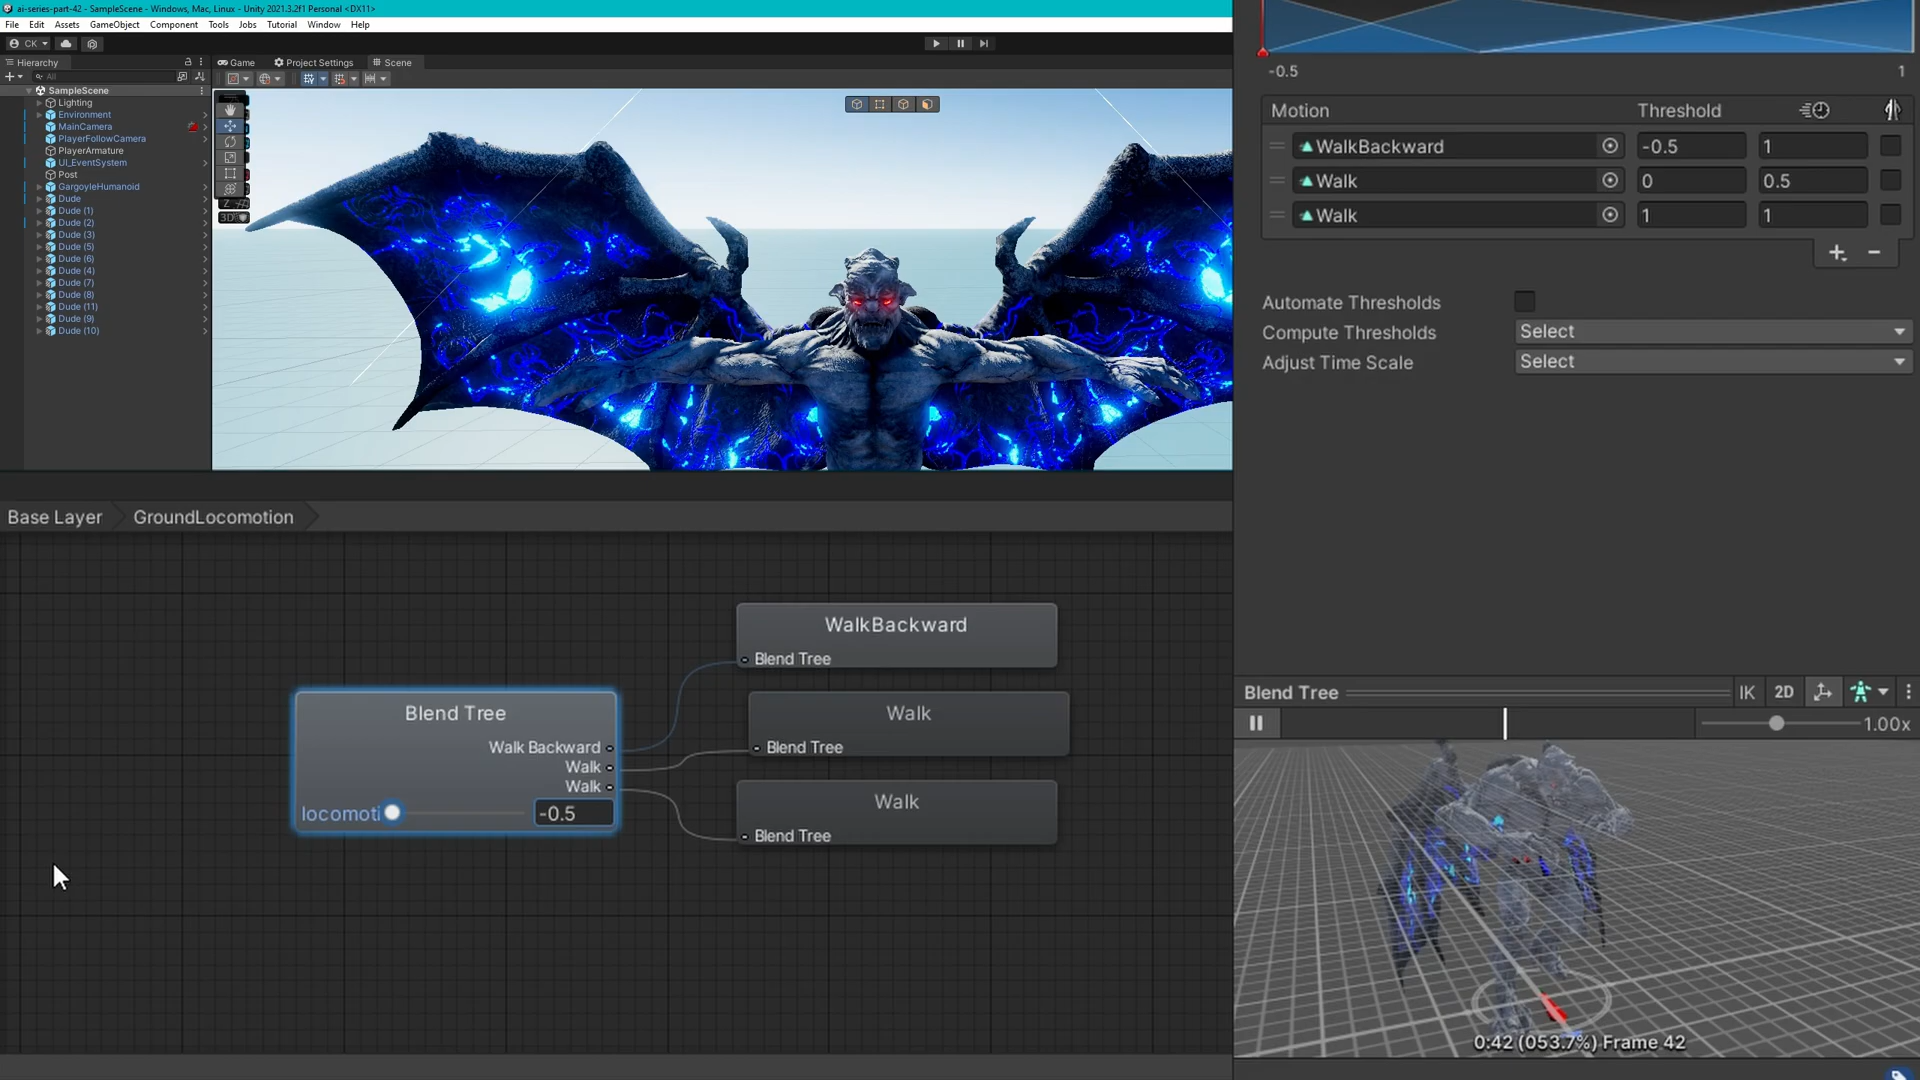 ai-series-part-42 - SampleScene - Windows, Mac, Linux - Unity 2021.3.2f1 Personal <DX11>
File Edit Assets GameObject Component Tools Jobs Tutorial Window Help
CK
Hierarchy
All
SampleScene
Lighting
Environment
MainCamera
PlayerFollowCamera
PlayerArmature
UI_EventSystem
Post
GargoyleHumanoid
Dude
Dude (1)
Dude (2)
Dude (3)
Dude (5)
Dude (6)
Dude (4)
Dude (7)
Dude (8)
Dude (11)
Dude (9)
Dude (10)
Game Project Settings Scene
Z
3D
Base Layer GroundLocomotion
Blend Tree
Walk Backward
Walk
Walk
locomoti -0.5
WalkBackward
Blend Tree
Walk
Blend Tree
Walk
Blend Tree
-0.5 1
Motion Threshold
WalkBackward -0.5 1
Walk 0 0.5
Walk 1 1
Automate Thresholds
Compute Thresholds Select
Adjust Time Scale Select
Blend Tree IK 2D
1.00x
0:42 (053.7%) Frame 42